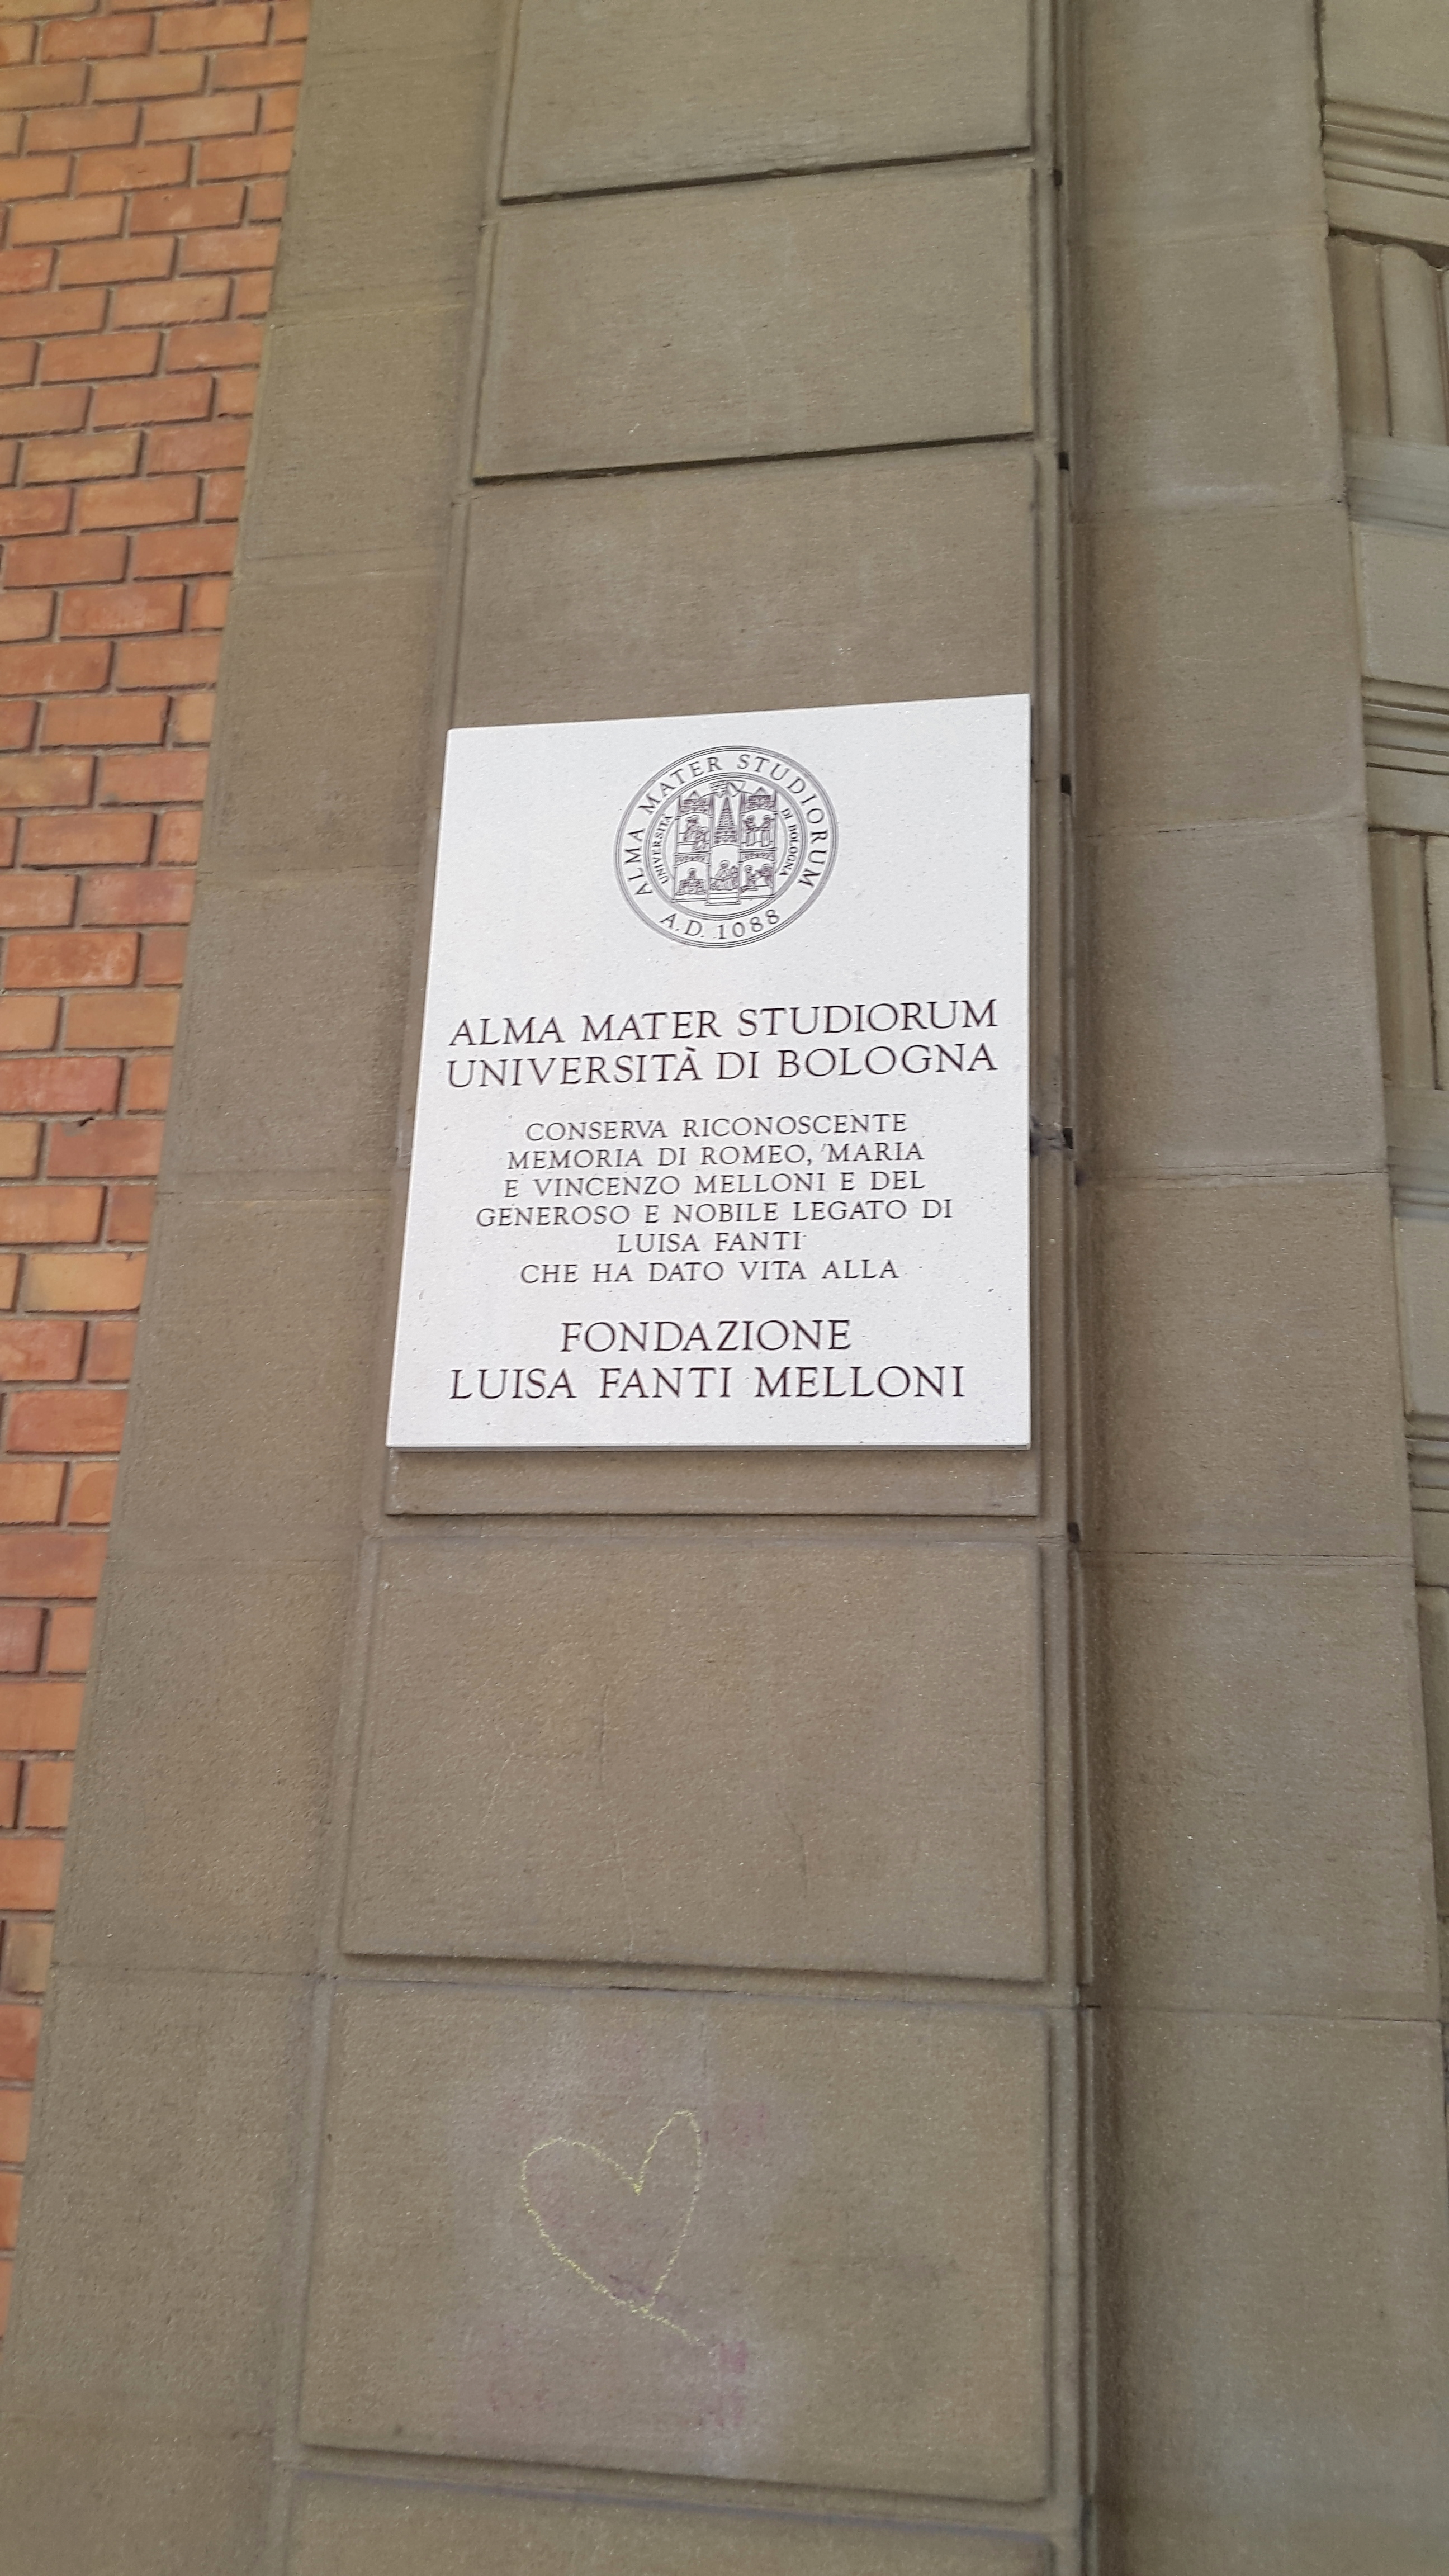 ALMA MATER STUDIORUM
UNIVERSITÀ DI BOLOGNA
A.D. 1088
ALMA MATER STUDIORUM
UNIVERSITÀ DI BOLOGNA
CONSERVA RICONOSCENTE
MEMORIA DI ROMEO, MARIA
E VINCENZO MELLONI E DEL
GENEROSO E NOBILE LEGATO DI
LUISA FANTI
CHE HA DATO VITA ALLA
FONDAZIONE
LUISA FANTI MELLONI